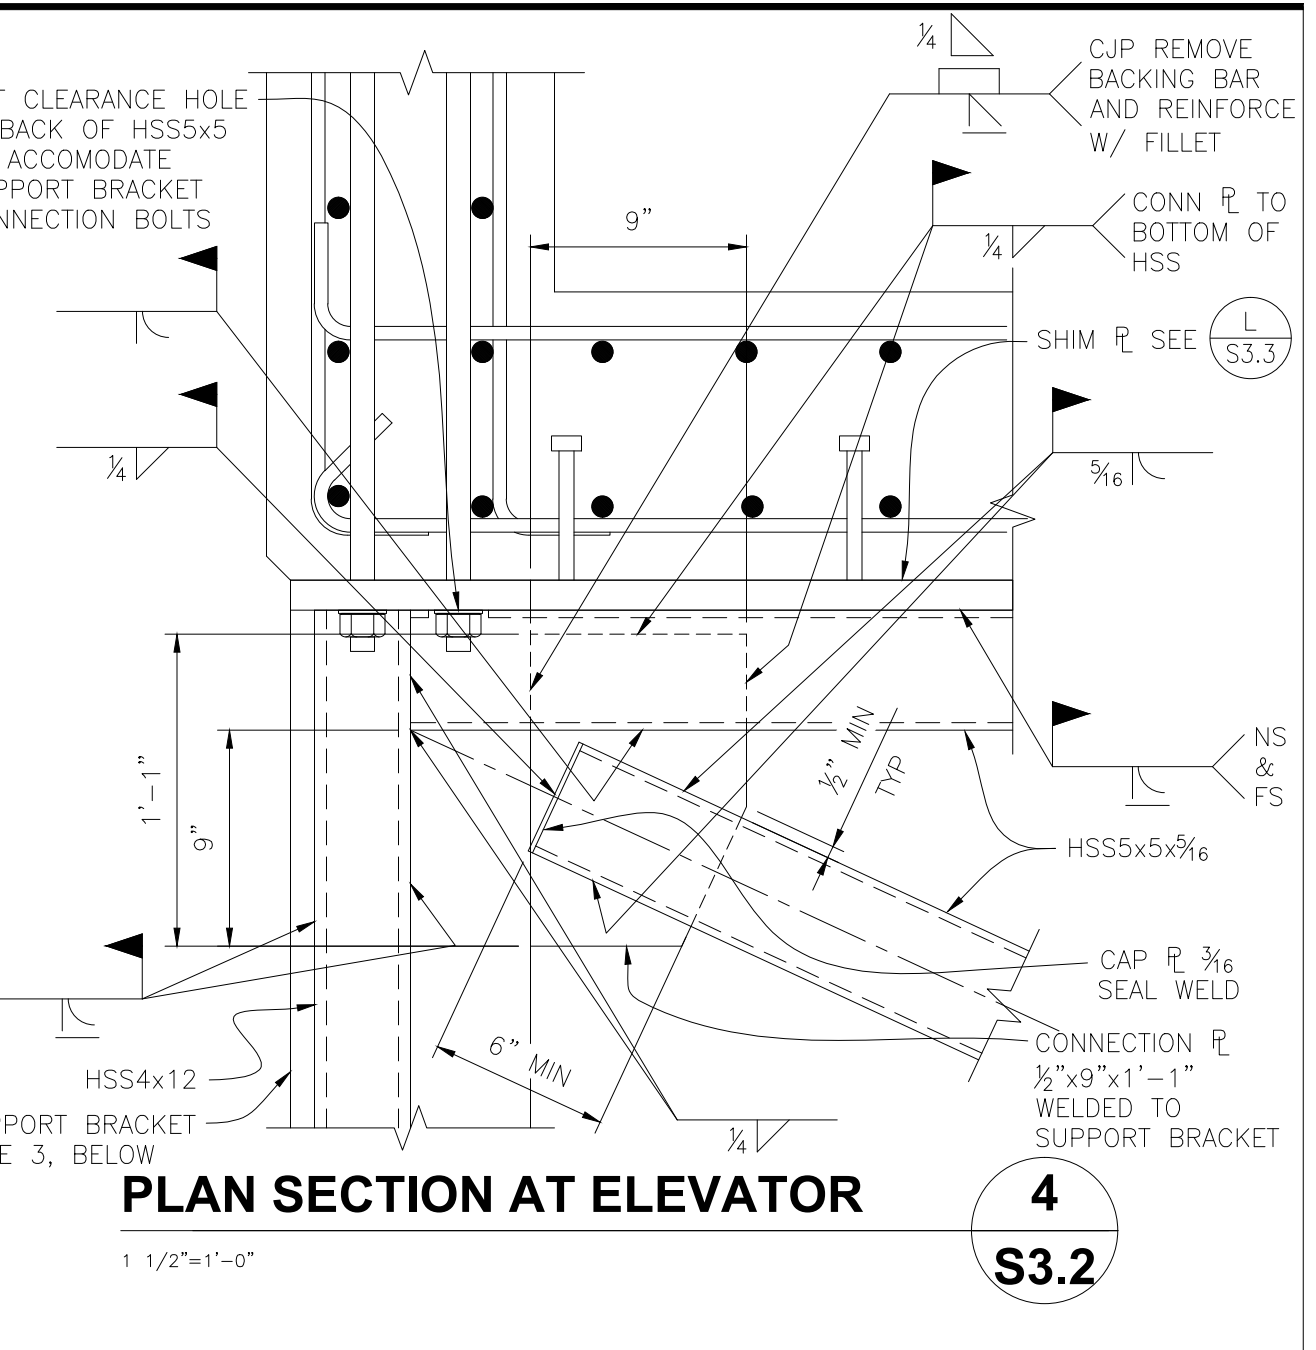 1/4
CJP REMOVE
BACKING BAR
AND REINFORCE
W/ FILLET
CLEARANCE HOLE
BACK OF HSS5x5
ACCOMODATE
BRACKET
BOLTS
9"
CONN ℙL TO
BOTTOM OF
HSS
1/4
SHIM ℙL SEE
L
S3.3
1/4
5/16
1/2" MIN
TYP
NS
&
FS
1'-1"
9"
HSS5x5x5/16
CAP ℙL 3/16
SEAL WELD
6" MIN
CONNECTION ℙL
1/2"x9"x1'-1"
WELDED TO
SUPPORT BRACKET
HSS4x12
BRACKET
3, BELOW
1/4
PLAN SECTION AT ELEVATOR
1 1/2"=1'-0"
4
S3.2